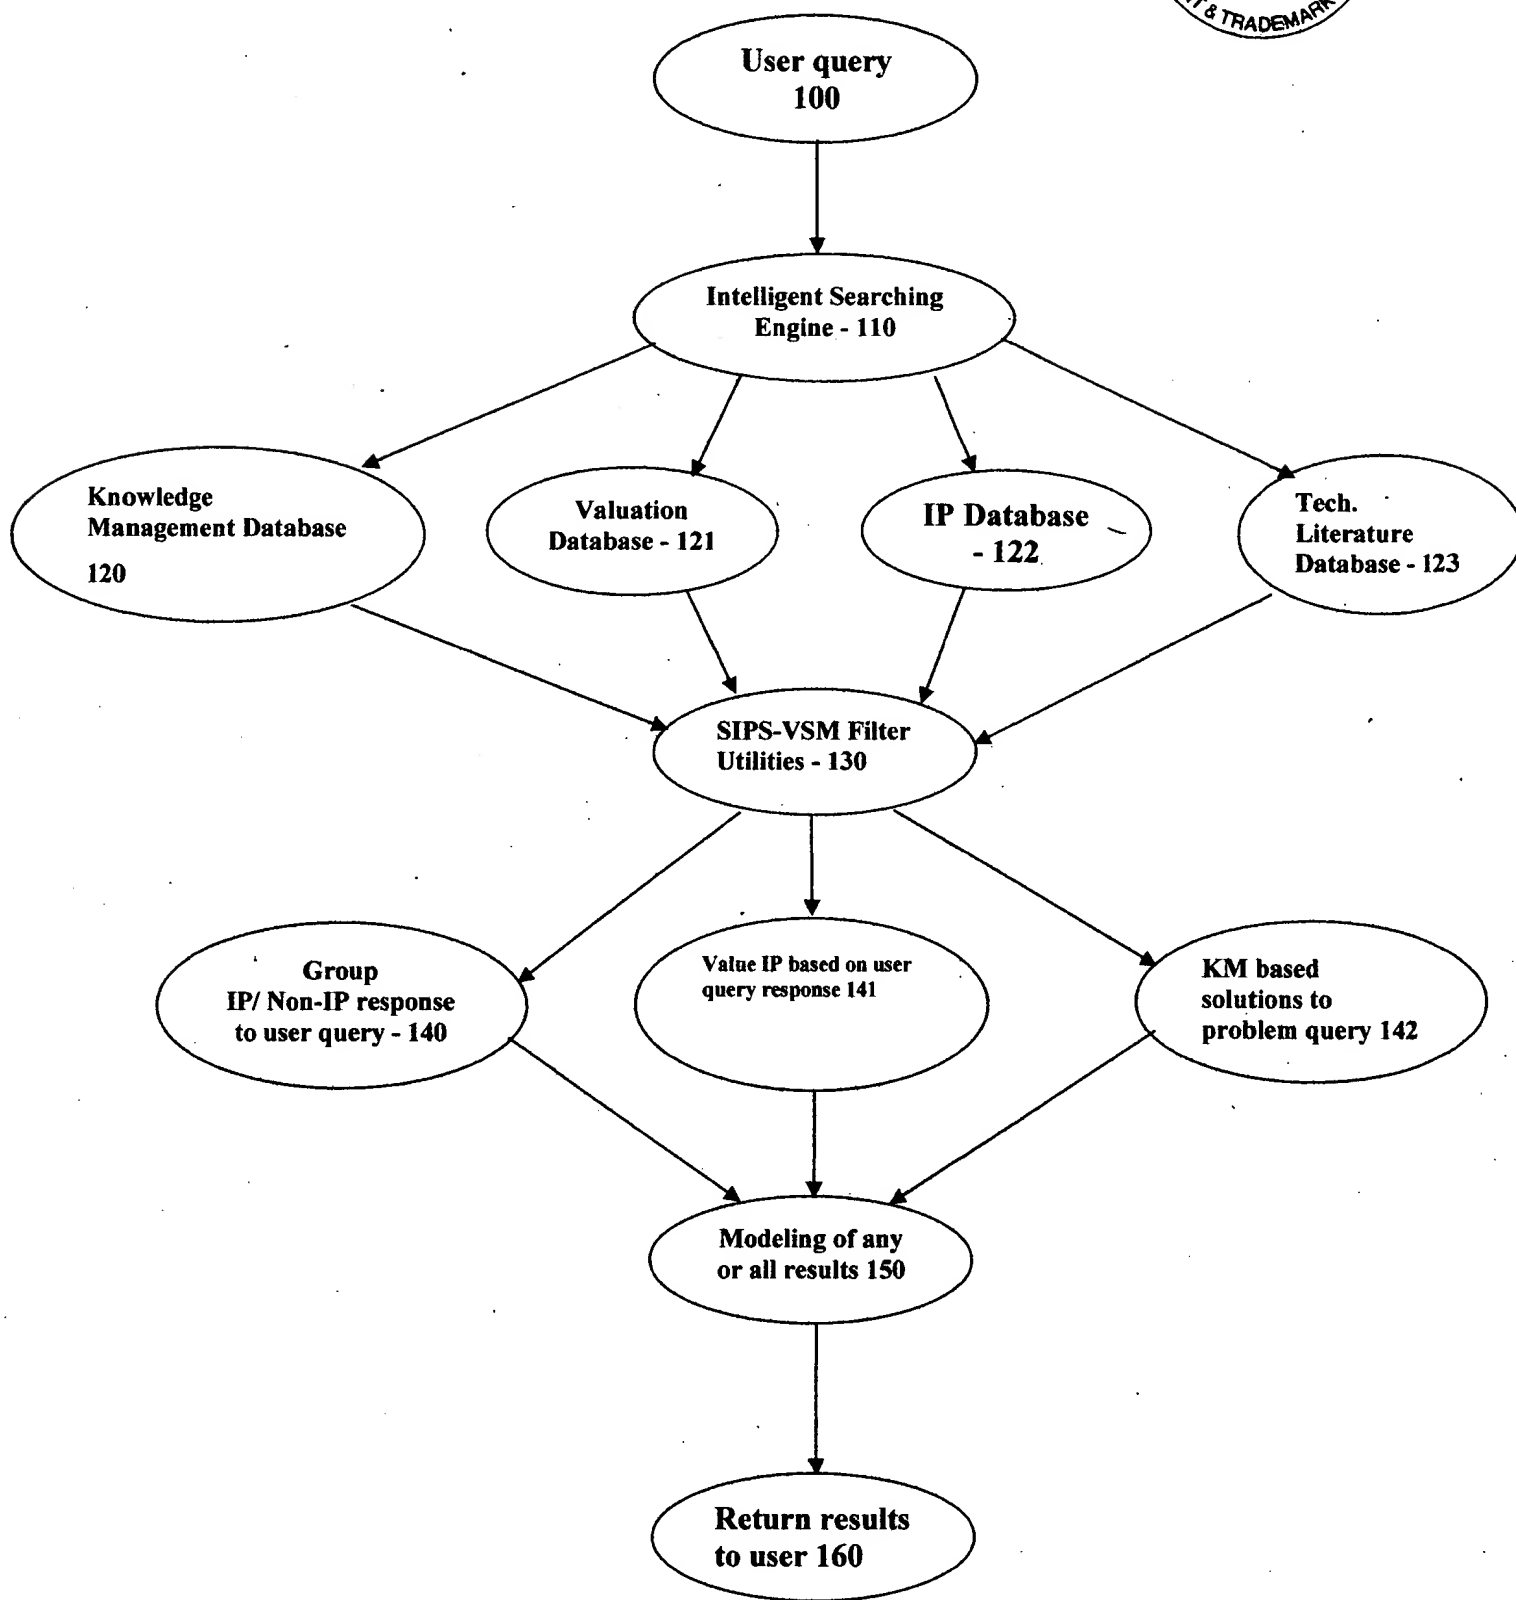 & TRADEMARK
User query
100
Intelligent Searching
Engine - 110
Knowledge
Management Database
120
Valuation
Database - 121
IP Database
- 122
Tech.
Literature
Database - 123
SIPS-VSM Filter
Utilities - 130
Group
IP/ Non-IP response
to user query - 140
Value IP based on user
query response 141
KM based
solutions to
problem query 142
Modeling of any
or all results 150
Return results
to user 160